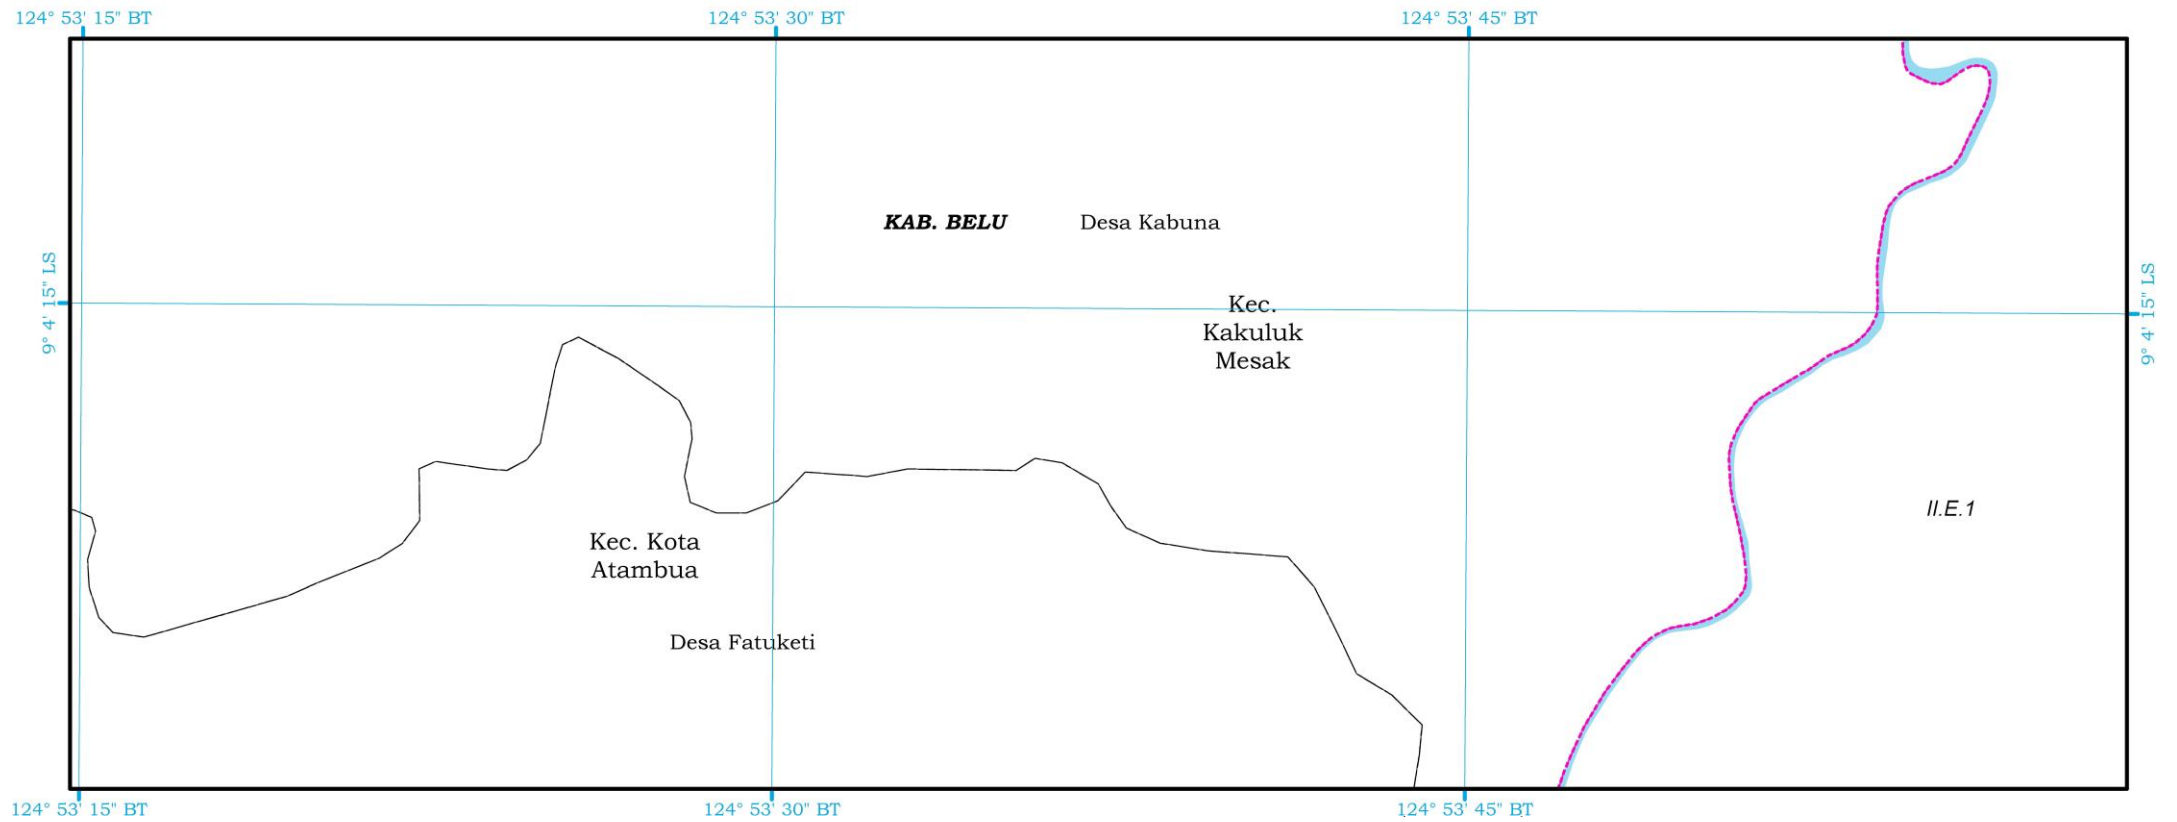 124° 53' 15" BT
124° 53' 30" BT
124° 53' 45" BT
KAB. BELU
Desa Kabuna
9° 4' 15" LS
9° 4' 15" LS
Kec.
Kakuluk
Mesak
II.E.1
Kec. Kota
Atambua
Desa Fatuketi
124° 53' 15" BT
124° 53' 30" BT
124° 53' 45" BT